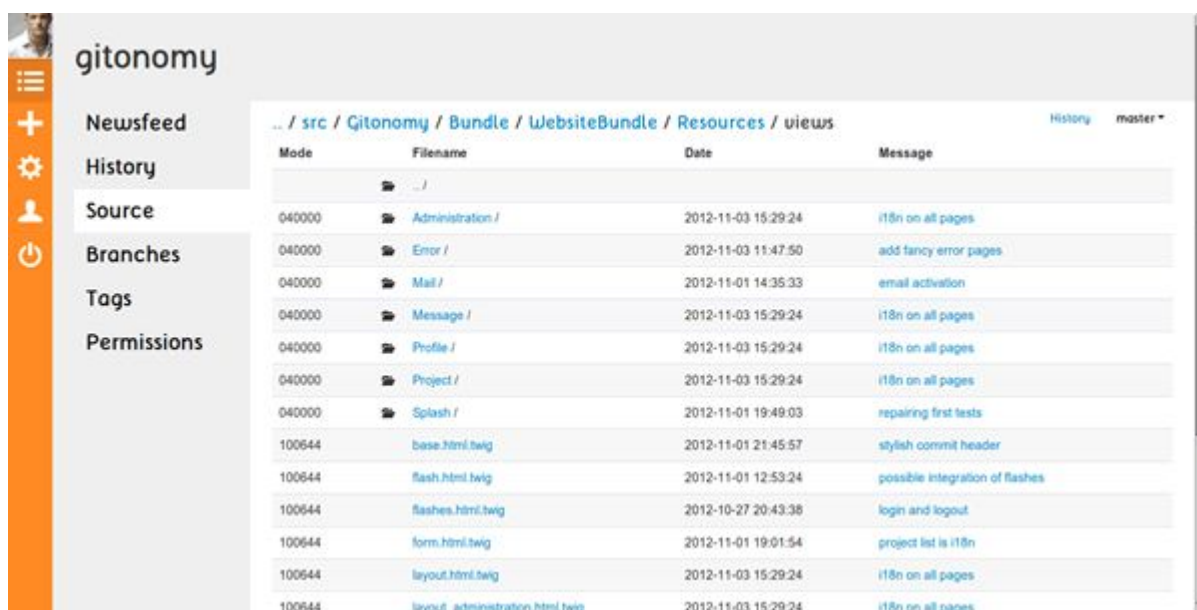 gitonomy
Newsfeed
History
Source
Branches
Tags
Permissions
.. / src / Gitonomy / Bundle / WebsiteBundle / Resources / views History master
Mode Filename Date Message
.. /
040000 Administration / 2012-11-03 15:29:24 i18n on all pages
040000 Error / 2012-11-03 11:47:50 add fancy error pages
040000 Mail / 2012-11-01 14:35:33 email activation
040000 Message / 2012-11-03 15:29:24 i18n on all pages
040000 Profile / 2012-11-03 15:29:24 i18n on all pages
040000 Project / 2012-11-03 15:29:24 i18n on all pages
040000 Splash / 2012-11-01 19:49:03 repairing first tests
100644 base.html.twig 2012-11-01 21:45:57 stylish commit header
100644 flash.html.twig 2012-11-01 12:53:24 possible integration of flashes
100644 flashes.html.twig 2012-10-27 20:43:38 login and logout
100644 form.html.twig 2012-11-01 19:01:54 project list is i18n
100644 layout.html.twig 2012-11-03 15:29:24 i18n on all pages
100644 layout_administration.html.twig 2012-11-03 15:29:24 i18n on all pages